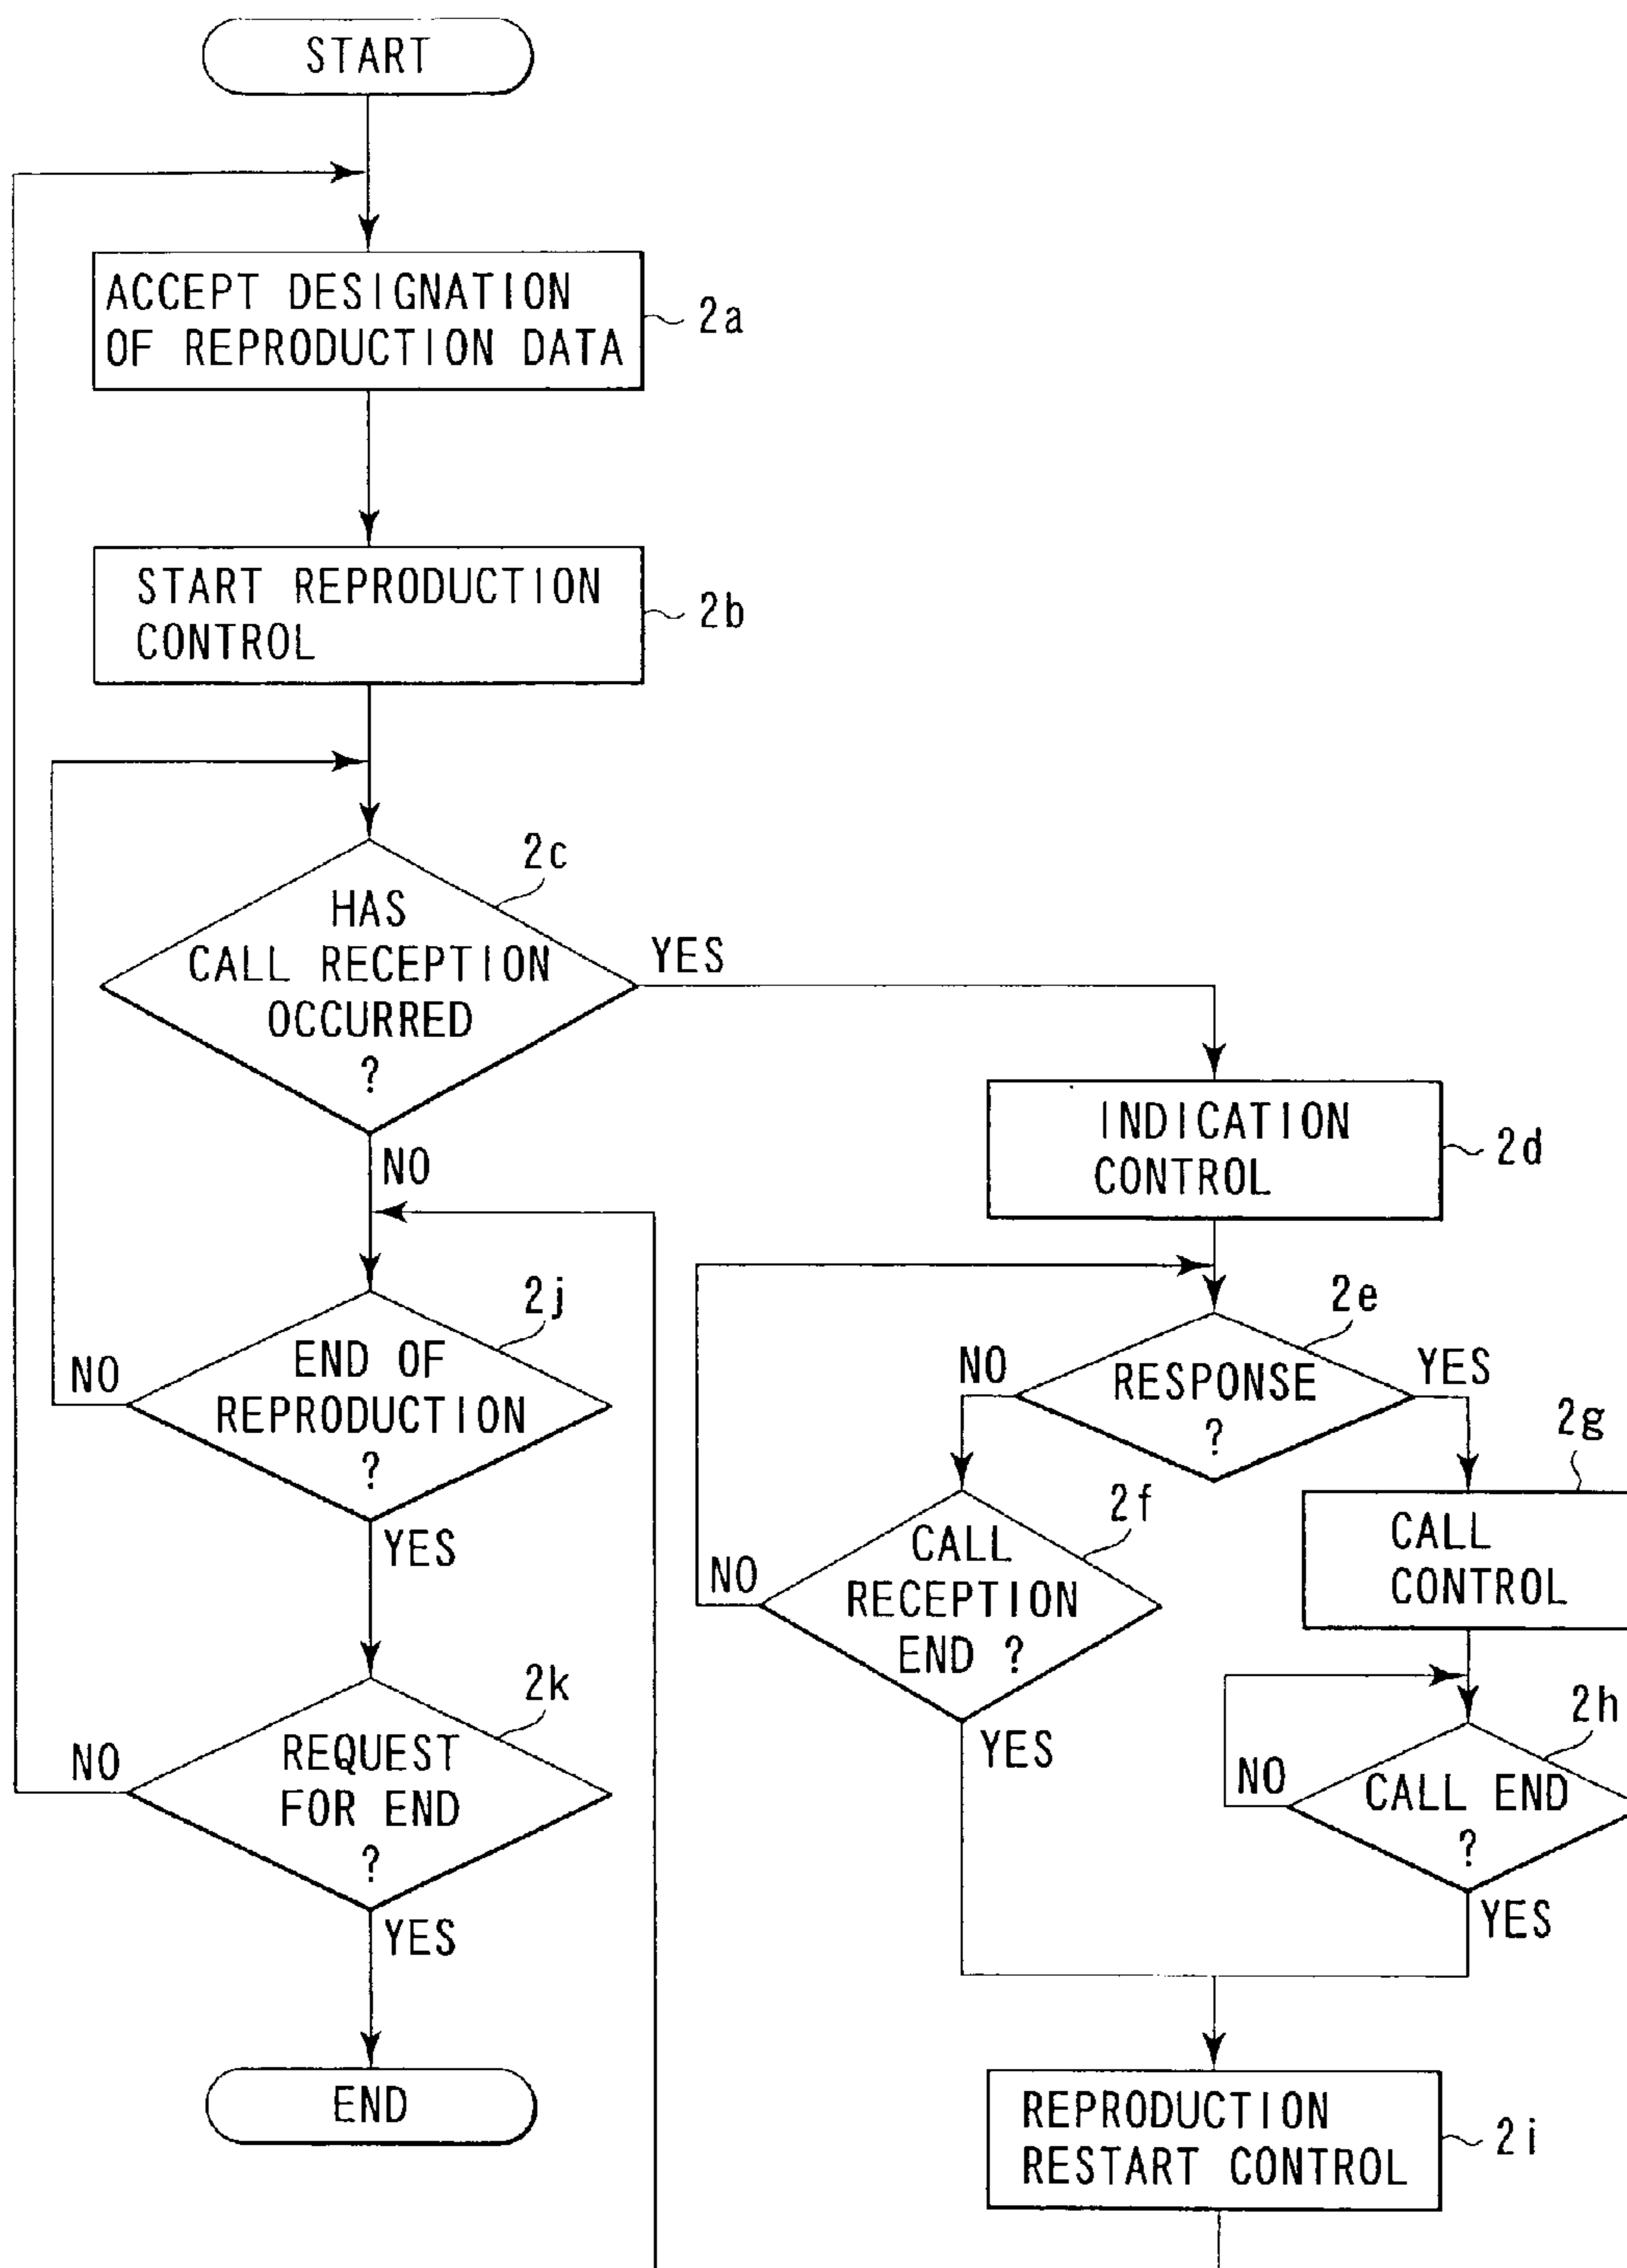 START
ACCEPT DESIGNATION
OF REPRODUCTION DATA
2a
START REPRODUCTION
CONTROL
2b
2c
HAS
CALL RECEPTION
OCCURRED
?
YES
NO
INDICATION
CONTROL
2d
2j
END OF
REPRODUCTION
?
NO
YES
2e
RESPONSE
?
NO
YES
2g
CALL
CONTROL
2f
CALL
RECEPTION
END ?
NO
YES
2h
CALL END
?
NO
YES
2k
REQUEST
FOR END
?
NO
YES
END
REPRODUCTION
RESTART CONTROL
2i